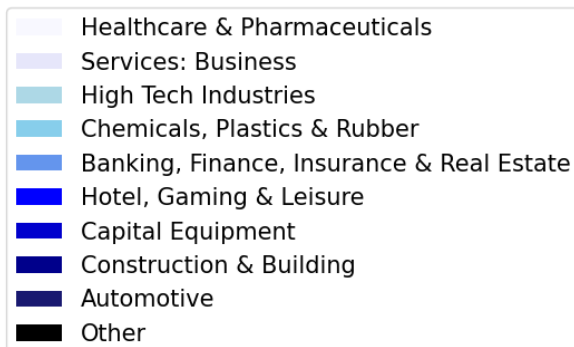 Healthcare & Pharmaceuticals
Services: Business
High Tech Industries
Chemicals, Plastics & Rubber
Banking, Finance, Insurance & Real Estate
Hotel, Gaming & Leisure
Capital Equipment
Construction & Building
Automotive
Other